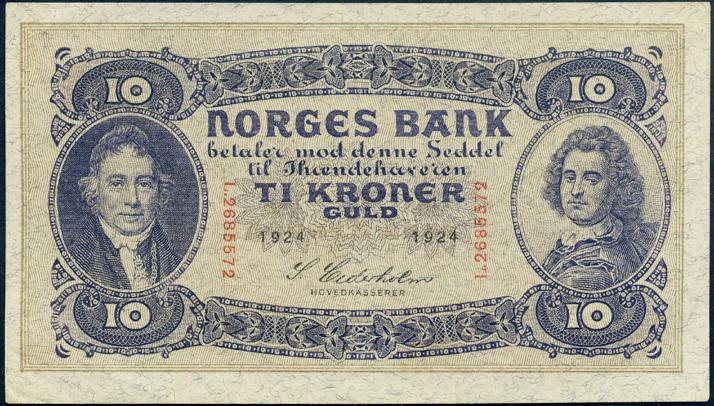 10 10
NORGES BANK
betaler mod denne Seddel
til Ihændehaveren
TI KRONER
GULD
L.2685572 L.2685572
1924 1924
S Cederholm
HOVEDKASSERER
10 10